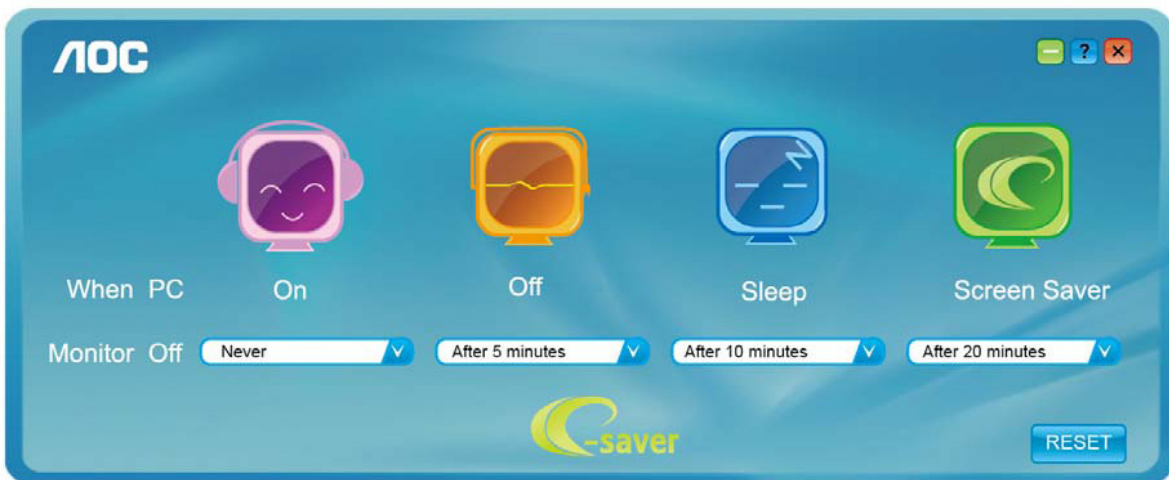 AOC
?
When PC On Off Sleep Screen Saver
Monitor Off Never After 5 minutes After 10 minutes After 20 minutes
e-saver
RESET